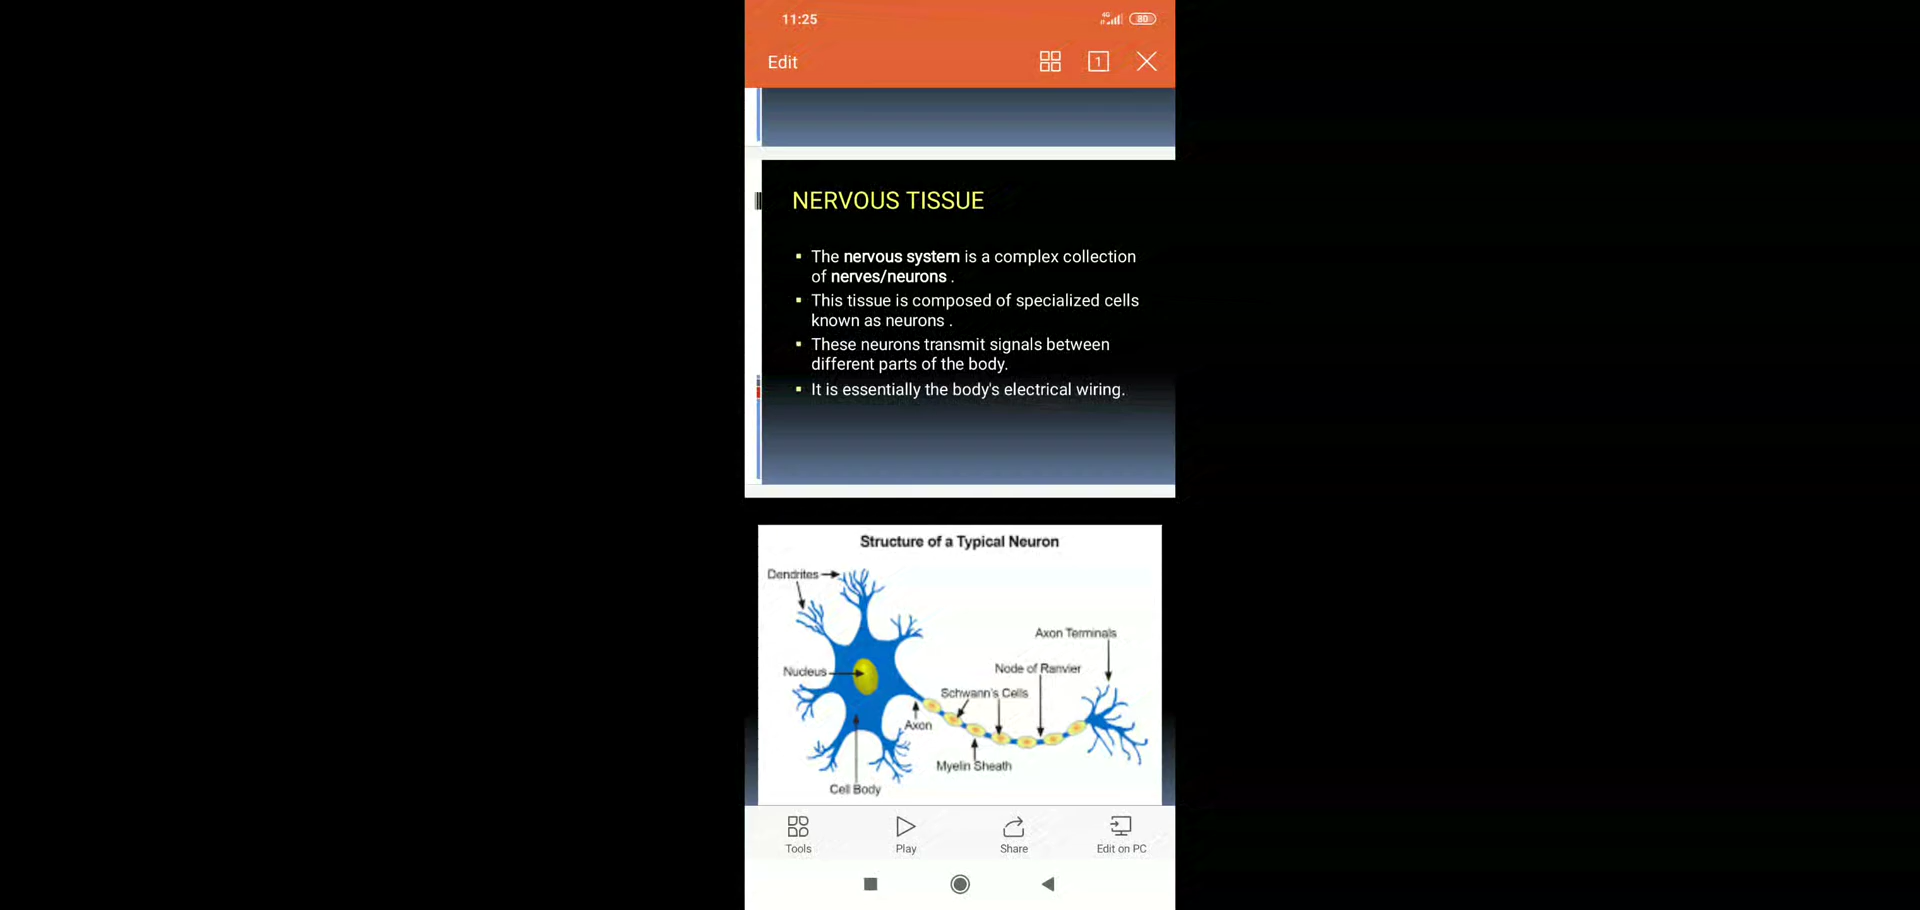 11:25
4G
80
Edit
1
NERVOUS TISSUE
▪ The nervous system is a complex collection
of nerves/neurons .
▪ This tissue is composed of specialized cells
known as neurons .
▪ These neurons transmit signals between
different parts of the body.
▪ It is essentially the body's electrical wiring.
Structure of a Typical Neuron
Dendrites
Axon Terminals
Nucleus
Node of Ranvier
Schwann's Cells
Axon
Myelin Sheath
Cell Body
Tools
Play
Share
Edit on PC